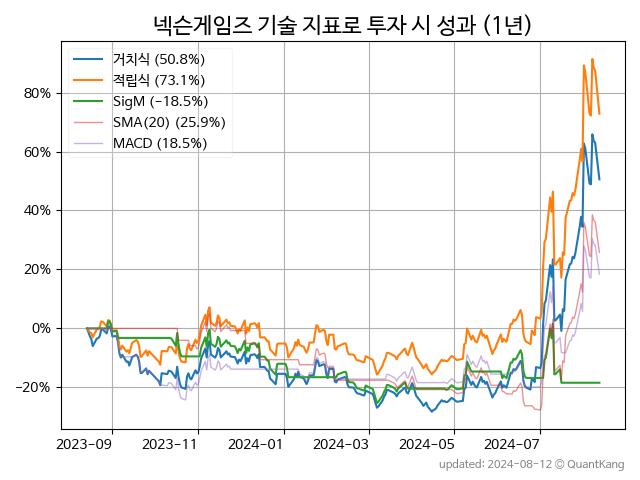 넥슨게임즈 기술 지표로 투자 시 성과 (1년)
거치식 (50.8%)
적립식 (73.1%)
SigM (−18.5%)
SMA(20) (25.9%)
MACD (18.5%)
80%
60%
40%
20%
0%
−20%
2023-09
2023-11
2024-01
2024-03
2024-05
2024-07
updated: 2024-08-12 © QuantKang